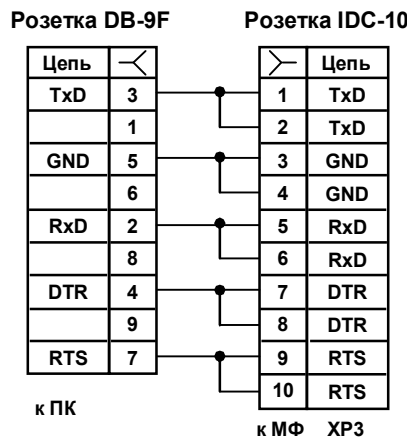 Розетка DB-9F Розетка IDC-10
Цепь Цепь
TxD 3 1 TxD
1 2 TxD
GND 5 3 GND
6 4 GND
RxD 2 5 RxD
8 6 RxD
DTR 4 7 DTR
9 8 DTR
RTS 7 9 RTS
10 RTS
к ПК
к МФ XP3